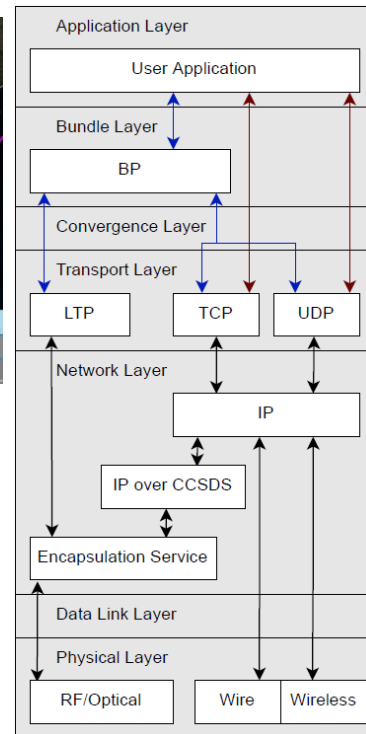 Application Layer
User Application
Bundle Layer
BP
Convergence Layer
Transport Layer
LTP
TCP
UDP
Network Layer
IP
IP over CCSDS
Encapsulation Service
Data Link Layer
Physical Layer
RF/Optical
Wire
Wireless